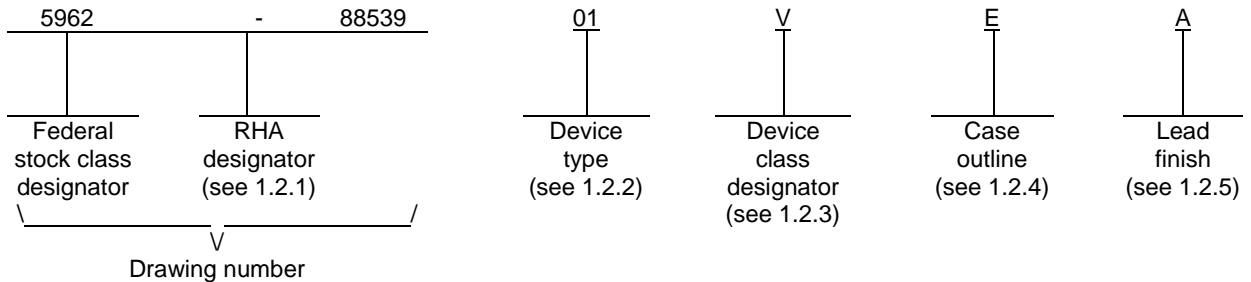 5962 - 88539 01 V E A
Federal stock class designator
RHA designator (see 1.2.1)
Device type (see 1.2.2)
Device class designator (see 1.2.3)
Case outline (see 1.2.4)
Lead finish (see 1.2.5)
\ /
\/
Drawing number